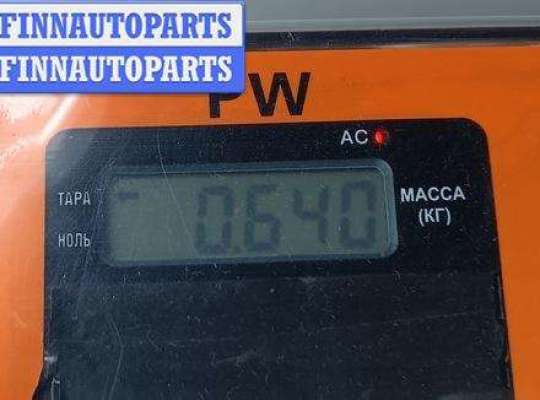 FINNAUTOPARTS
FINNAUTOPARTS
PW
AC
ТАРА
0.640
МАССА
(КГ)
НОЛЬ